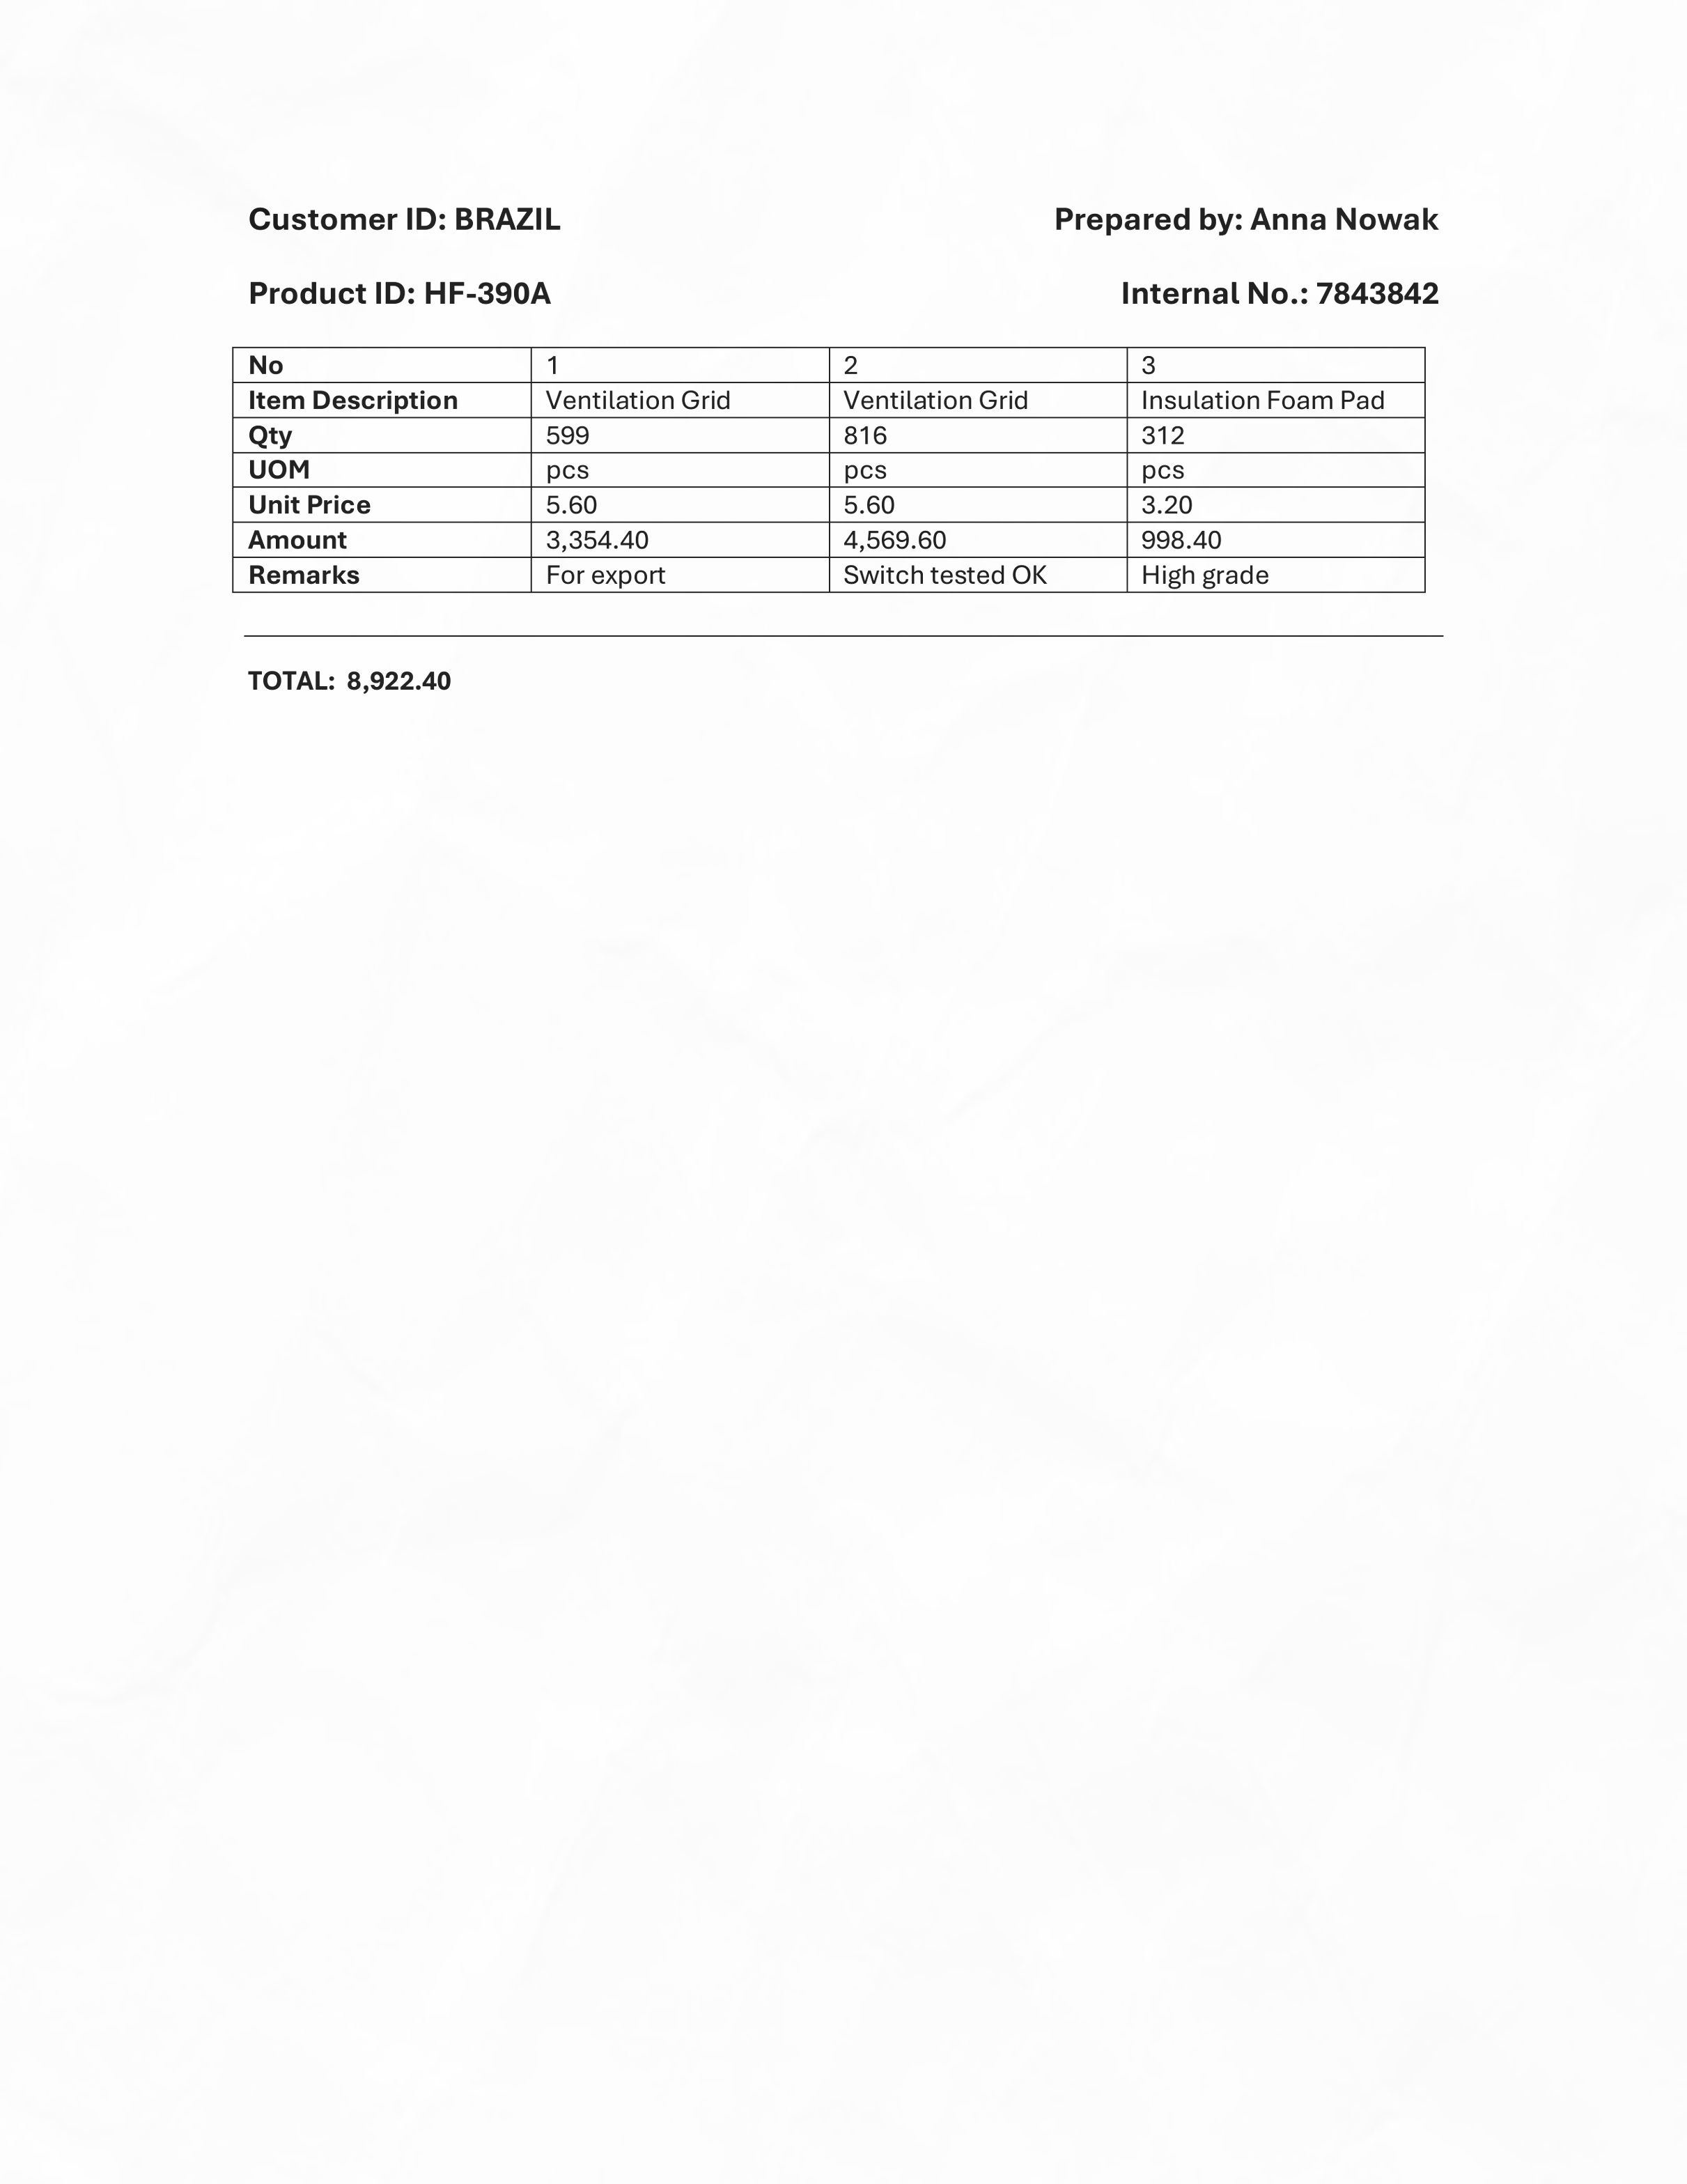 Customer ID: BRAZIL Prepared by: Anna Nowak
Product ID: HF-390A Internal No.: 7843842
No 1 2 3
Item Description Ventilation Grid Ventilation Grid Insulation Foam Pad
Qty 599 816 312
UOM pcs pcs pcs
Unit Price 5.60 5.60 3.20
Amount 3,354.40 4,569.60 998.40
Remarks For export Switch tested OK High grade
TOTAL: 8,922.40